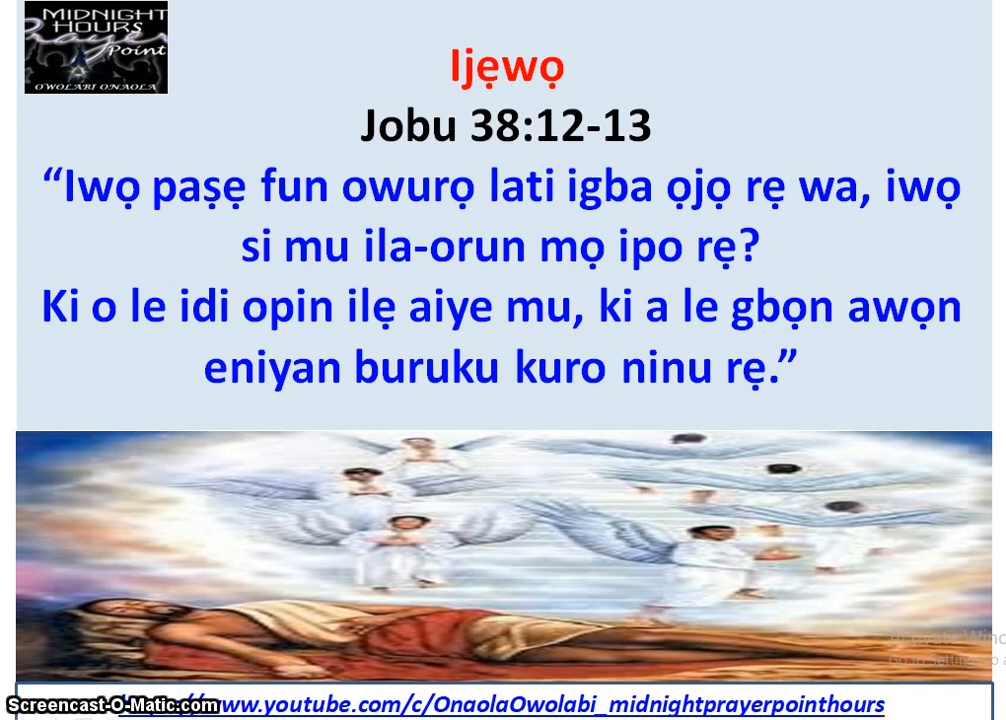 MIDNIGHT
HOURS
Prayer
Point
OWOLABI ONAOLA
Ijẹwọ
Jobu 38:12-13
“Iwọ paṣẹ fun owurọ lati igba ọjọ rẹ wa, iwọ
si mu ila-orun mọ ipo rẹ?
Ki o le idi opin ilẹ aiye mu, ki a le gbọn awọn
eniyan buruku kuro ninu rẹ.”
Screencast-O-Matic.com
www.youtube.com/c/OnaolaOwolabi_midnightprayerpointhours